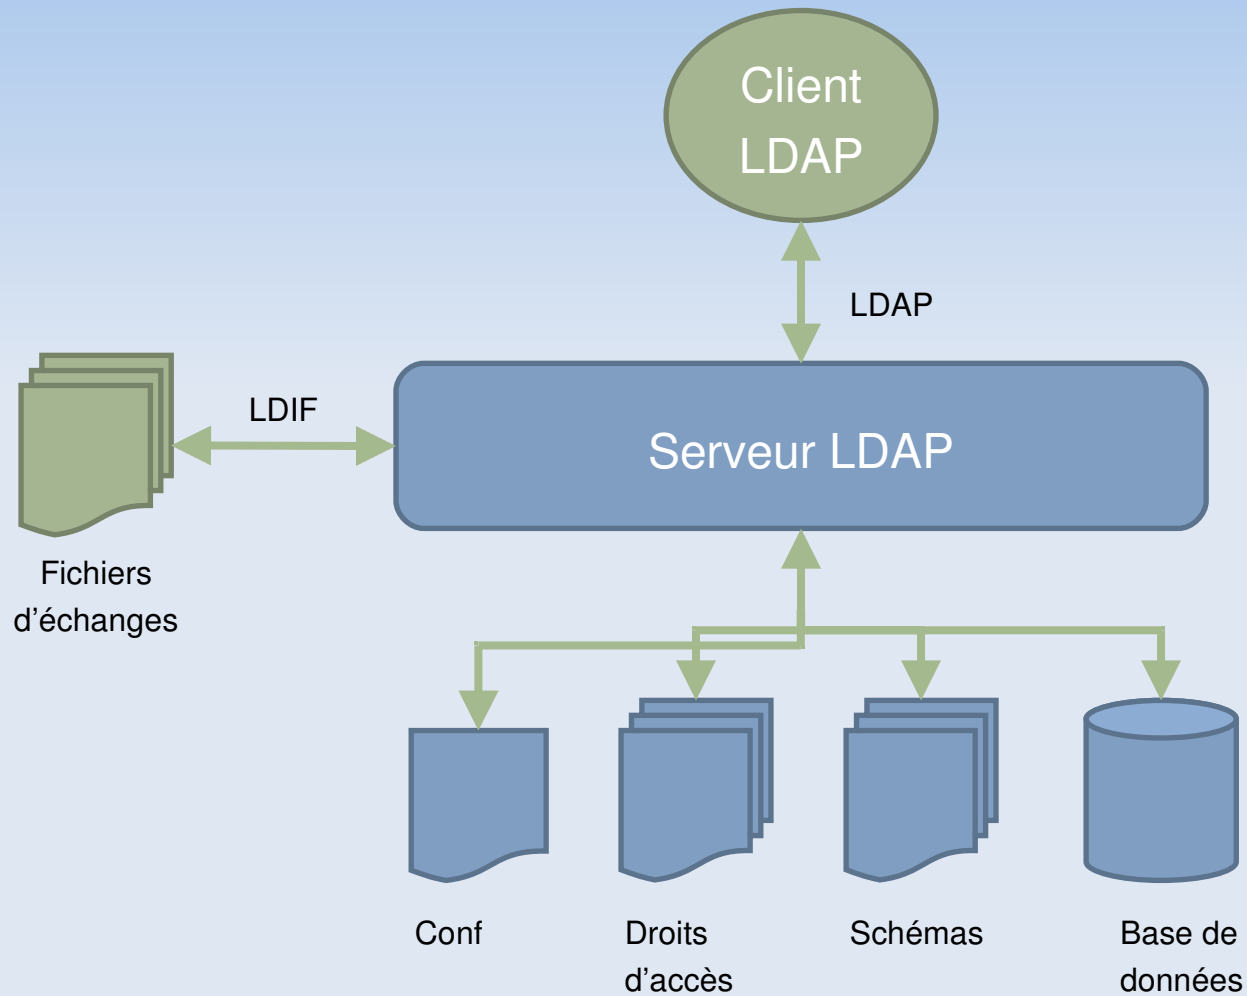 Client
LDAP
LDAP
LDIF
Serveur LDAP
Fichiers
d’échanges
Conf
Droits
d’accès
Schémas
Base de
données